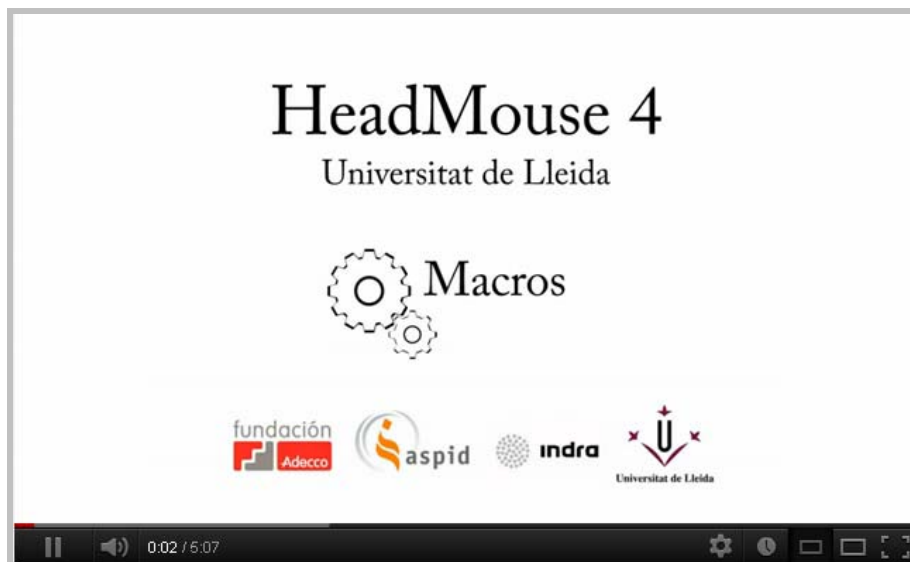 HeadMouse 4
Universitat de Lleida
Macros
fundación
Adecco
aspid
indra
U
Universitat de Lleida
0:02 / 5:07